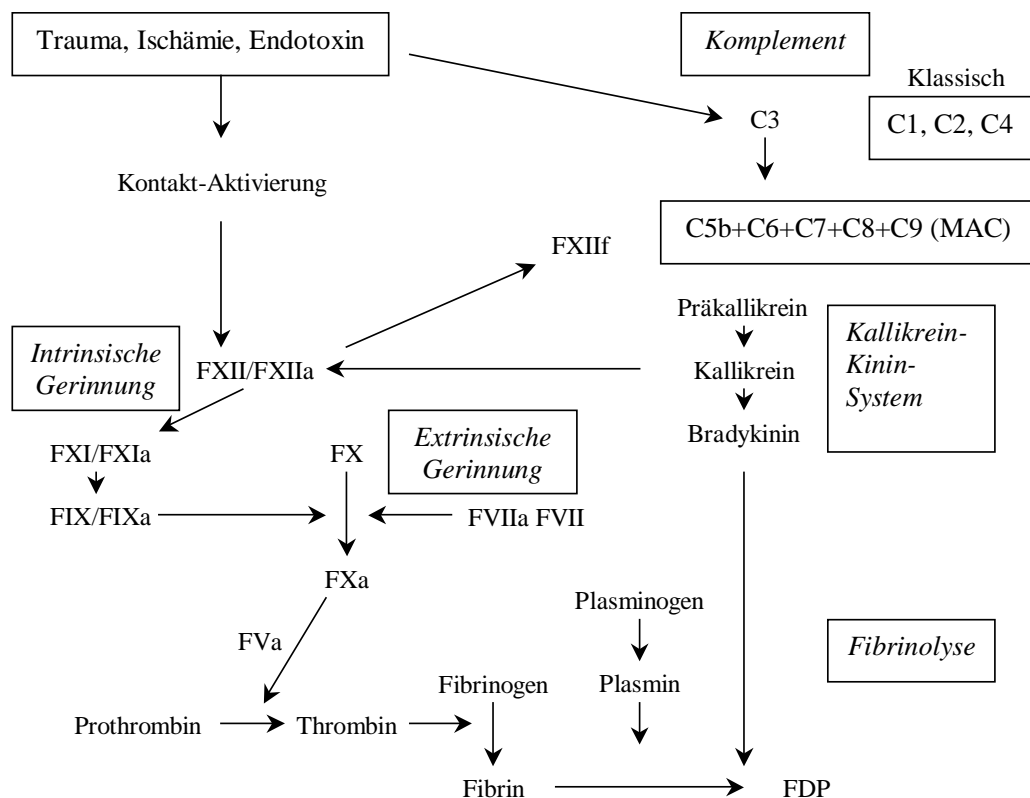 Trauma, Ischämie, Endotoxin
Komplement
Klassisch
C3
C1, C2, C4
Kontakt-Aktivierung
C5b+C6+C7+C8+C9 (MAC)
FXIIf
Präkallikrein
Intrinsische
Gerinnung
FXII/FXIIa
Kallikrein
Kallikrein-
Kinin-
System
Bradykinin
FXI/FXIa
FX
Extrinsische
Gerinnung
FIX/FIXa
FVIIa FVII
FXa
Plasminogen
FVa
Fibrinolyse
Fibrinogen
Plasmin
Prothrombin
Thrombin
Fibrin
FDP